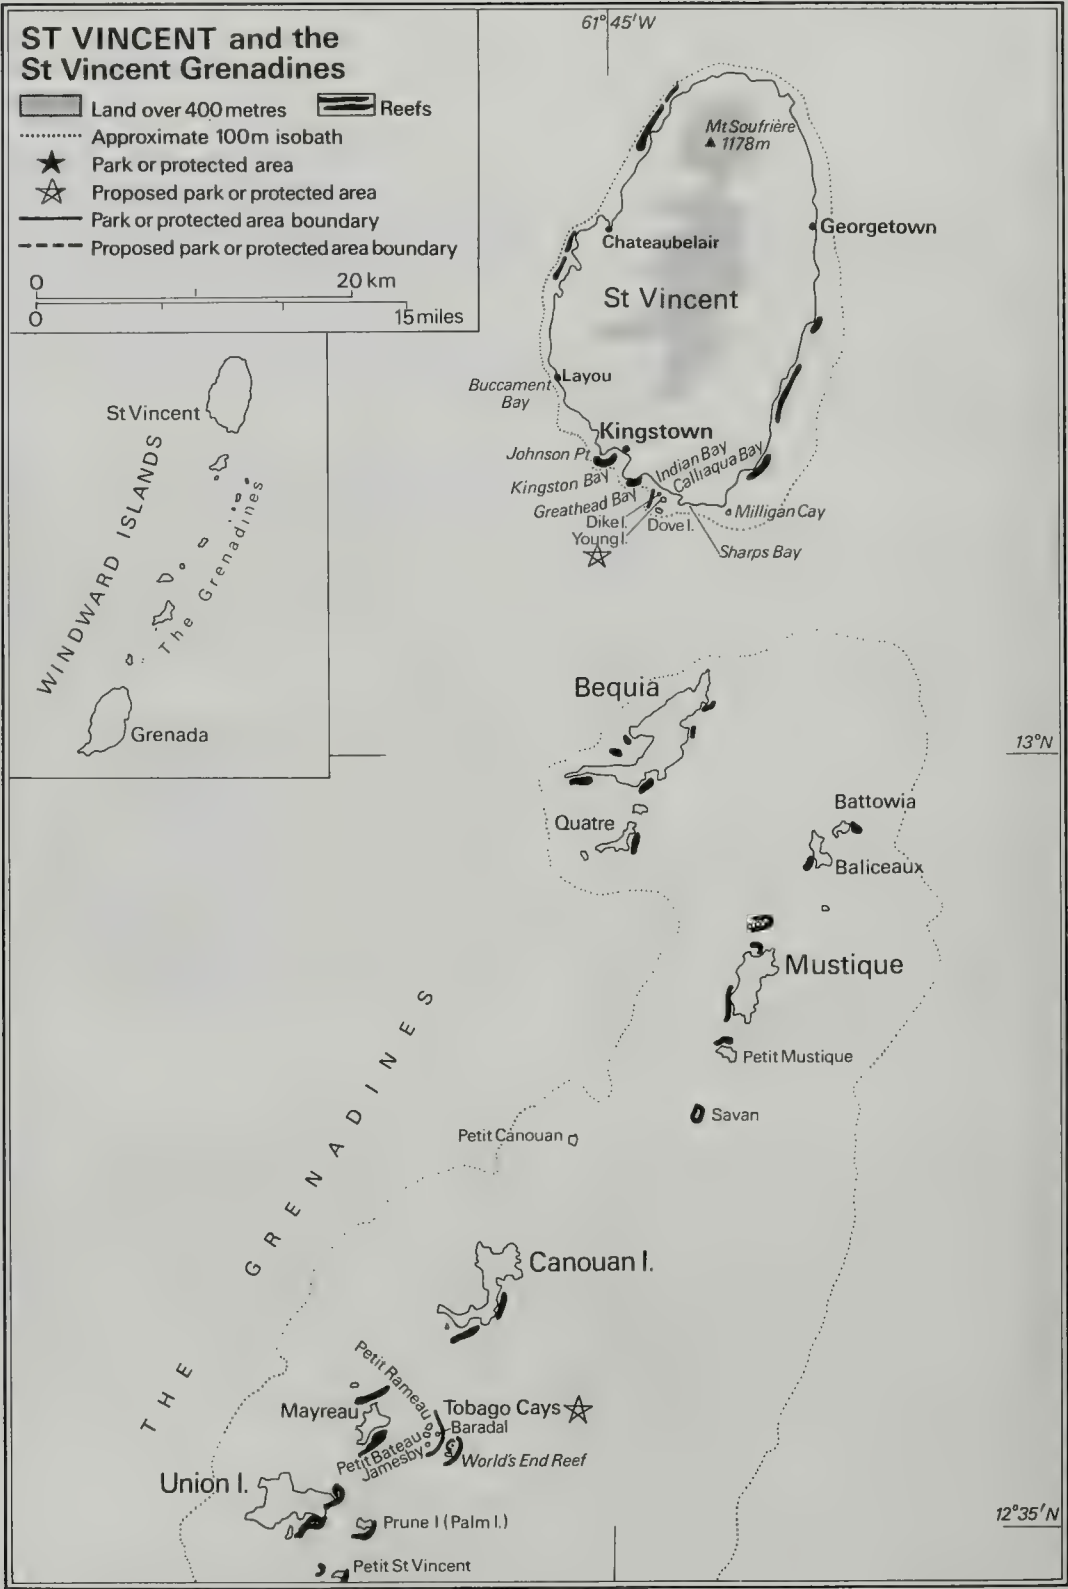 ST VINCENT and the
St Vincent Grenadines
Land over 400 metres
Reefs
Approximate 100m isobath
Park or protected area
Proposed park or protected area
Park or protected area boundary
Proposed park or protected area boundary
0
20 km
0
15 miles
61°45'W
Mt Soufrière
1178m
Georgetown
Chateaubelair
St Vincent
Layou
Buccament
Bay
Kingstown
Johnson Pt.
Kingston Bay
Indian Bay
Calliaqua Bay
Greathead Bay
Dike I.
Young I.
Dove I.
Milligan Cay
Sharps Bay
St Vincent
WINDWARD ISLANDS
The Grenadines
Grenada
Bequia
13°N
Quatre
Battowia
Baliceaux
Mustique
Petit Mustique
Savan
Petit Canouan
THE GRENADINES
Canouan I.
Petit Rameau
Mayreau
Tobago Cays
Baradal
Petit Bateau
Jamesby
World's End Reef
Union I.
Prune I (Palm I.)
12°35'N
Petit St Vincent